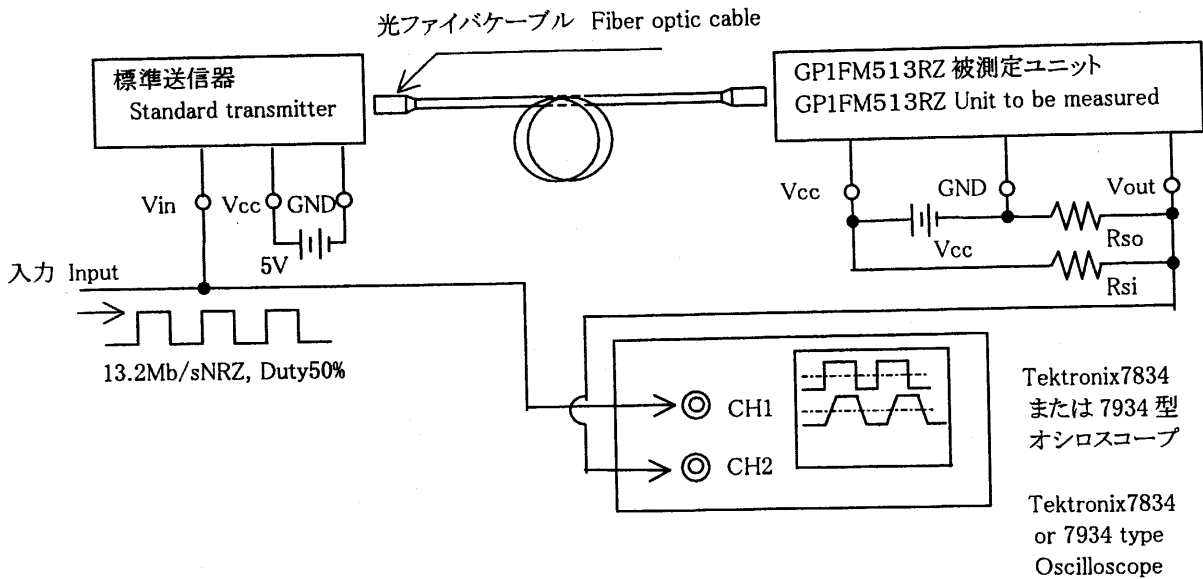 光ファイバケーブル Fiber optic cable
標準送信器
Standard transmitter
GP1FM513RZ 被測定ユニット
GP1FM513RZ Unit to be measured
Vin
Vcc
GND
5V
Vcc
GND
Vout
Vcc
Rso
Rsi
入力 Input
13.2Mb/sNRZ, Duty50%
CH1
CH2
Tektronix7834
または 7934 型
オシロスコープ
Tektronix7834
or 7934 type
Oscilloscope